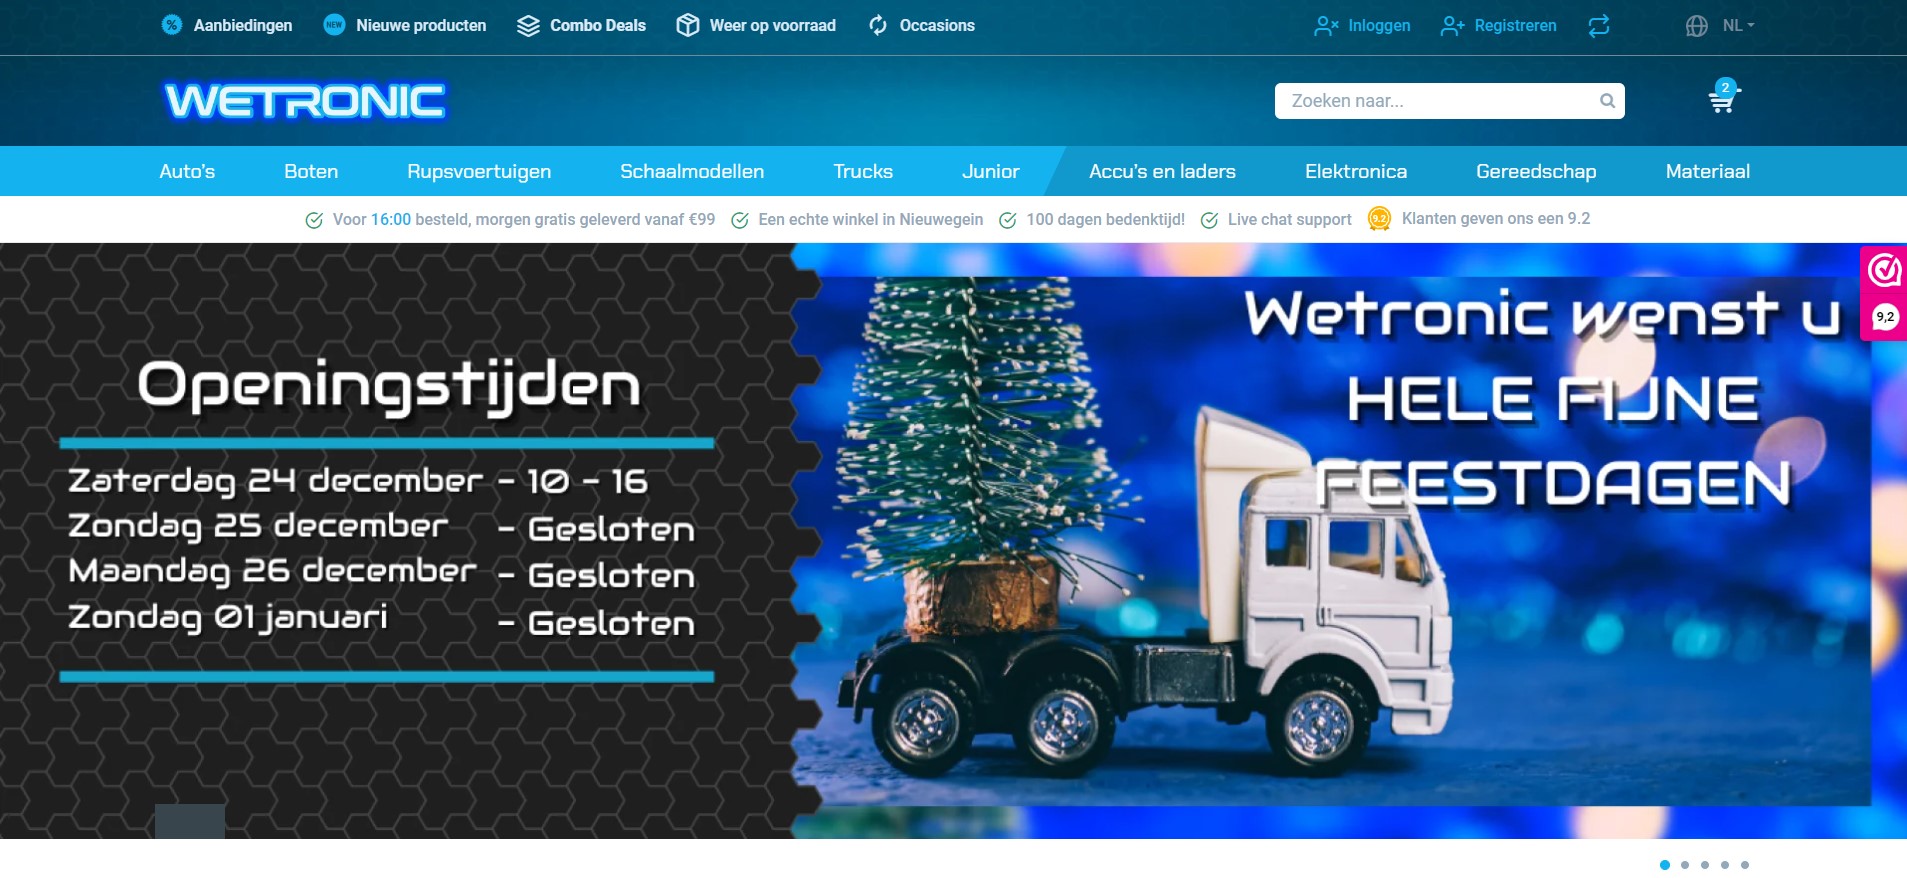 Aanbiedingen NEW Nieuwe producten Combo Deals Weer op voorraad Occasions Inloggen Registreren NL
WETRONIC Zoeken naar... 2
Auto's Boten Rupsvoertuigen Schaalmodellen Trucks Junior Accu's en laders Elektronica Gereedschap Materiaal
Voor 16:00 besteld, morgen gratis geleverd vanaf €99 Een echte winkel in Nieuwegein 100 dagen bedenktijd! Live chat support 9.2 Klanten geven ons een 9.2
Openingstijden
Zaterdag 24 december - 10 - 16
Zondag 25 december - Gesloten
Maandag 26 december - Gesloten
Zondag 01 januari - Gesloten
Wetronic wenst u
HELE FIJNE
FEESTDAGEN
9,2